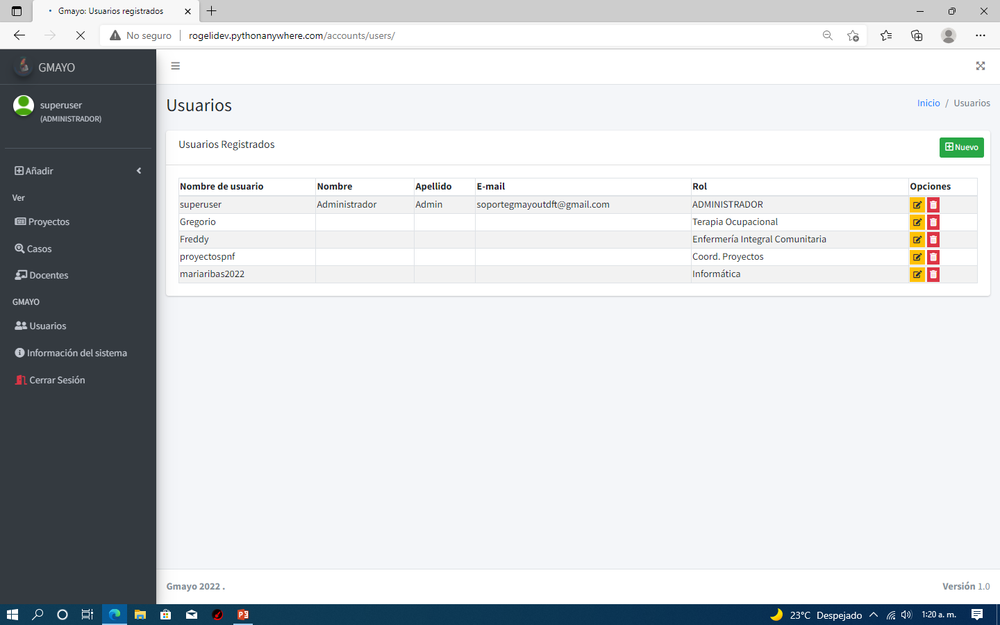 Gmayo: Usuarios registrados
No seguro
rogelidev.pythonanywhere.com/accounts/users/
GMAYO
superuser
(ADMINISTRADOR)
Añadir
Ver
Proyectos
Casos
Docentes
GMAYO
Usuarios
Información del sistema
Cerrar Sesión
Usuarios
Inicio / Usuarios
Usuarios Registrados
Nuevo
Nombre de usuario Nombre Apellido E-mail Rol Opciones
superuser Administrador Admin soportegmayoutdft@gmail.com ADMINISTRADOR
Gregorio Terapia Ocupacional
Freddy Enfermería Integral Comunitaria
proyectospnf Coord. Proyectos
mariaribas2022 Informática
Gmayo 2022 .
Versión 1.0
23°C Despejado
1:20 a. m.